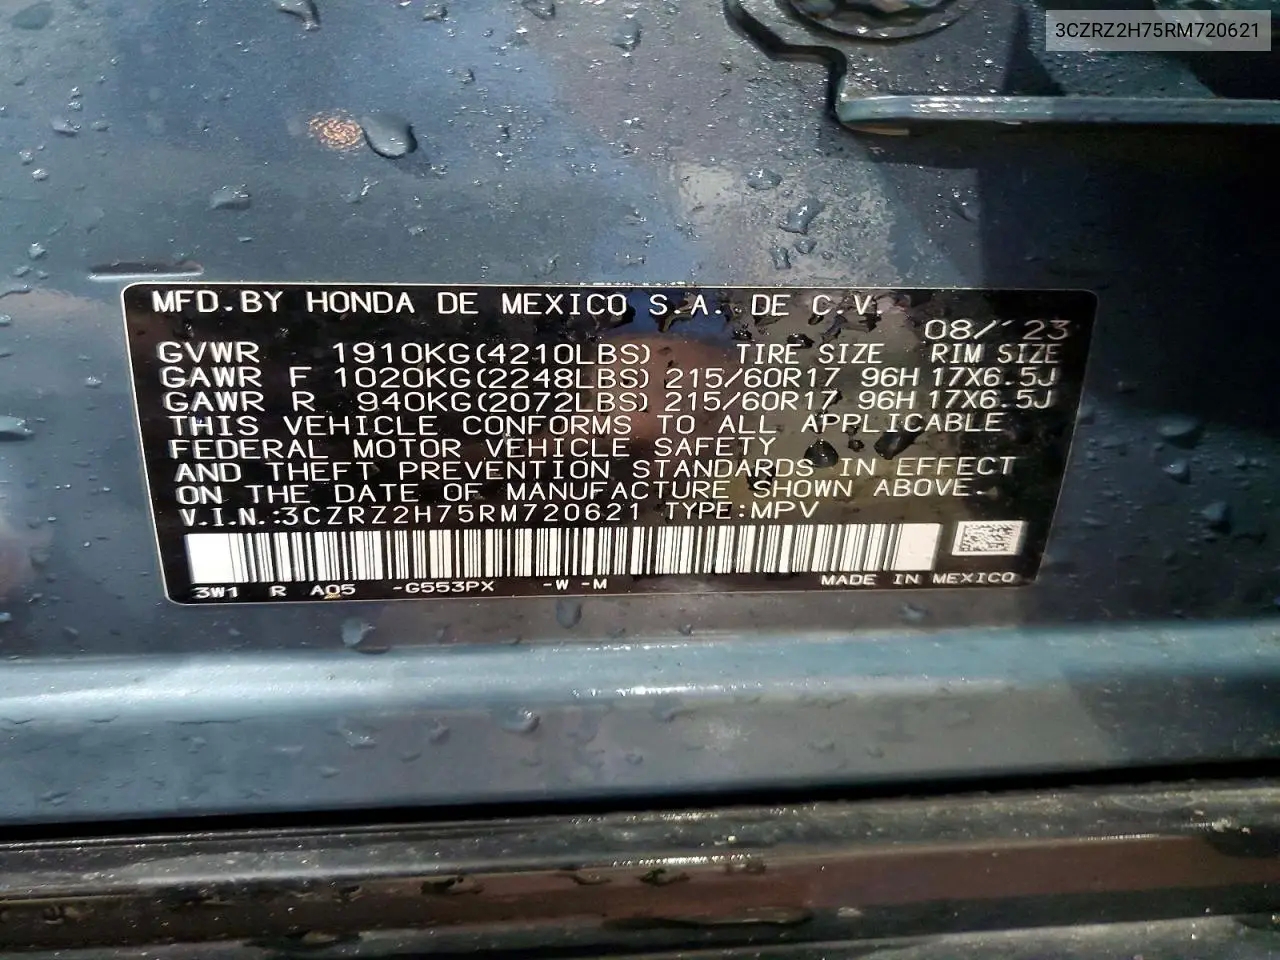 3CZRZ2H75RM720621
MFD.BY HONDA DE MEXICO S.A. DE C.V.
08/'23
GVWR 1910KG(4210LBS) TIRE SIZE RIM SIZE
GAWR F 1020KG(2248LBS) 215/60R17 96H 17X6.5J
GAWR R 940KG(2072LBS) 215/60R17 96H 17X6.5J
THIS VEHICLE CONFORMS TO ALL APPLICABLE
FEDERAL MOTOR VEHICLE SAFETY
AND THEFT PREVENTION STANDARDS IN EFFECT
ON THE DATE OF MANUFACTURE SHOWN ABOVE.
V.I.N.:3CZRZ2H75RM720621 TYPE:MPV
3W1 R A05 -G553PX -W -M MADE IN MEXICO